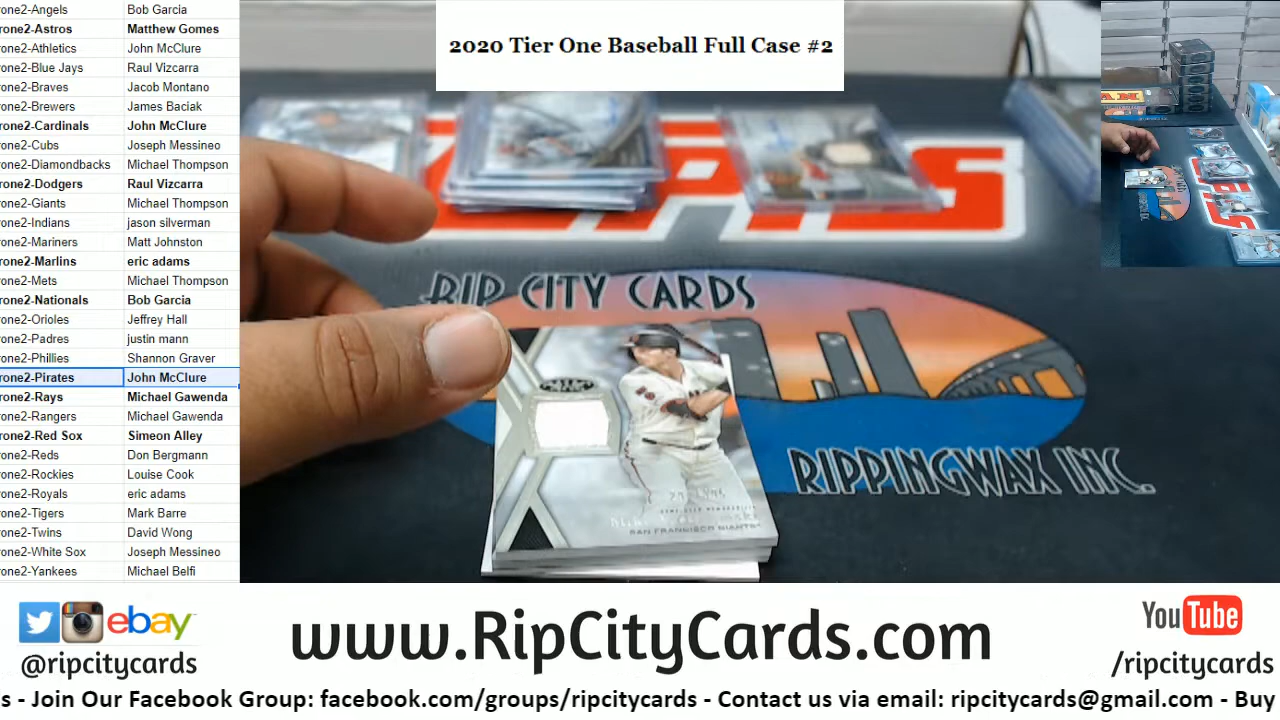 rone2-Angels Bob Garcia
rone2-Astros Matthew Gomes
rone2-Athletics John McClure
rone2-Blue Jays Raul Vizcarra
rone2-Braves Jacob Montano
rone2-Brewers James Baciak
rone2-Cardinals John McClure
rone2-Cubs Joseph Messineo
rone2-Diamondbacks Michael Thompson
rone2-Dodgers Raul Vizcarra
rone2-Giants Michael Thompson
rone2-Indians jason silverman
rone2-Mariners Matt Johnston
rone2-Marlins eric adams
rone2-Mets Michael Thompson
rone2-Nationals Bob Garcia
rone2-Orioles Jeffrey Hall
rone2-Padres justin mann
rone2-Phillies Shannon Graver
rone2-Pirates John McClure
rone2-Rays Michael Gawenda
rone2-Rangers Michael Gawenda
rone2-Red Sox Simeon Alley
rone2-Reds Don Bergmann
rone2-Rockies Louise Cook
rone2-Royals eric adams
rone2-Tigers Mark Barre
rone2-Twins David Wong
rone2-White Sox Joseph Messineo
rone2-Yankees Michael Belfi
2020 Tier One Baseball Full Case #2
RIP CITY CARDS
RIPPINGWAX INC.
SAN FRANCISCO GIANTS
ebay
@ripcitycards
www.RipCityCards.com
YouTube
/ripcitycards
s - Join Our Facebook Group: facebook.com/groups/ripcitycards - Contact us via email: ripcitycards@gmail.com - Buy